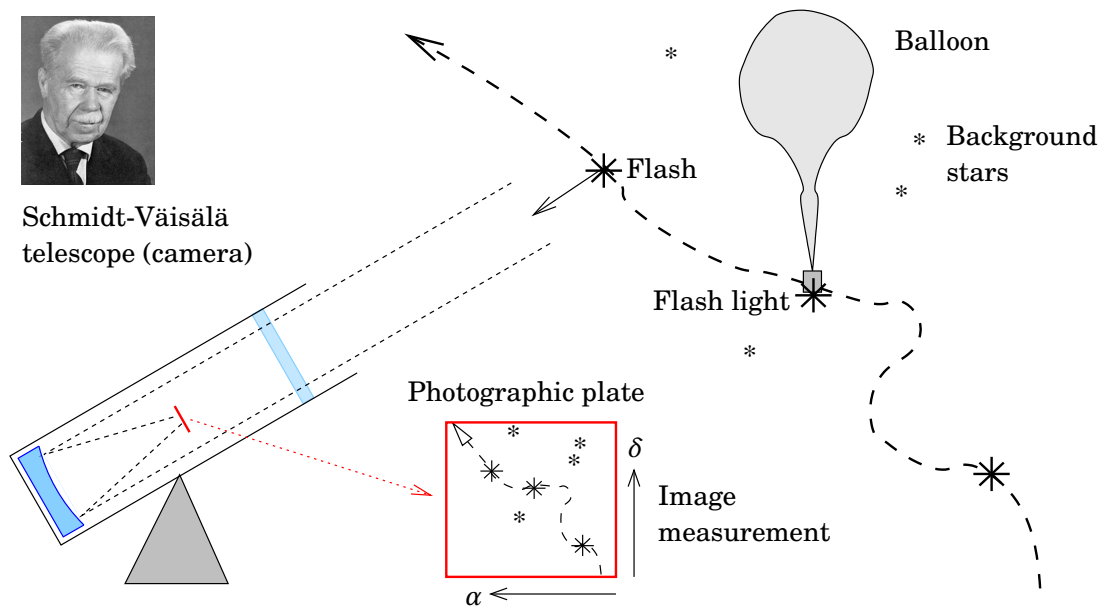 Balloon
Background
stars
Flash
Schmidt-Väisälä
telescope (camera)
Flash light
Photographic plate
δ
Image
measurement
α